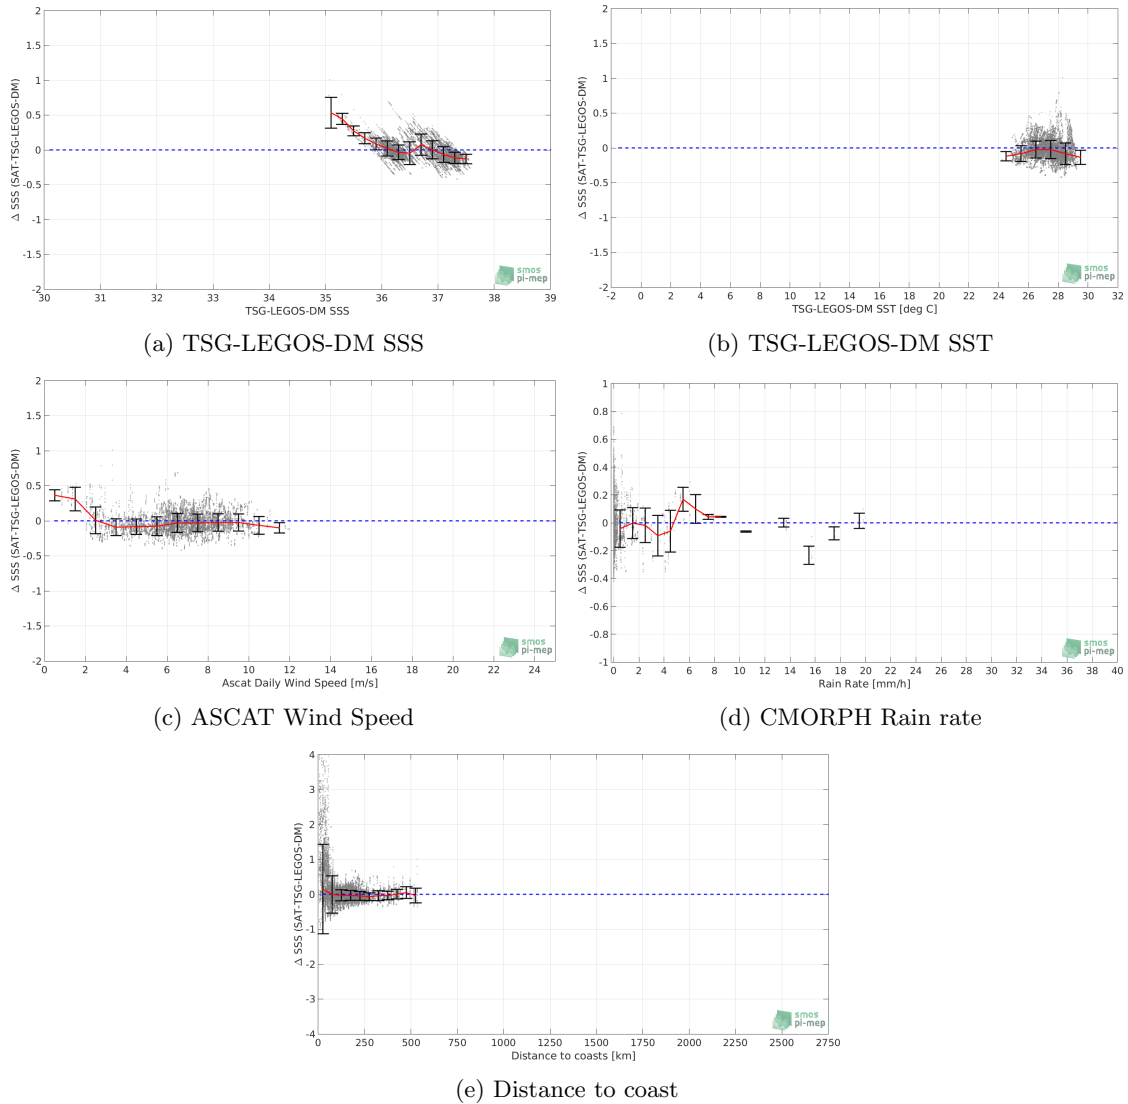 2
1.5
1
0.5
0
-0.5
-1
-1.5
-2
Δ SSS (SAT-TSG-LEGOS-DM)
30 31 32 33 34 35 36 37 38 39
TSG-LEGOS-DM SSS
smos
pi-mep
(a) TSG-LEGOS-DM SSS
2
1.5
1
0.5
0
-0.5
-1
-1.5
-2
Δ SSS (SAT-TSG-LEGOS-DM)
-2 0 2 4 6 8 10 12 14 16 18 20 22 24 26 28 30 32
TSG-LEGOS-DM SST [deg C]
smos
pi-mep
(b) TSG-LEGOS-DM SST
2
1.5
1
0.5
0
-0.5
-1
-1.5
-2
Δ SSS (SAT-TSG-LEGOS-DM)
0 2 4 6 8 10 12 14 16 18 20 22 24
Ascat Daily Wind Speed [m/s]
smos
pi-mep
(c) ASCAT Wind Speed
1
0.8
0.6
0.4
0.2
0
-0.2
-0.4
-0.6
-0.8
-1
Δ SSS (SAT-TSG-LEGOS-DM)
0 2 4 6 8 10 12 14 16 18 20 22 24 26 28 30 32 34 36 38 40
Rain Rate [mm/h]
smos
pi-mep
(d) CMORPH Rain rate
4
3
2
1
0
-1
-2
-3
-4
Δ SSS (SAT-TSG-LEGOS-DM)
0 250 500 750 1000 1250 1500 1750 2000 2250 2500 2750
Distance to coasts [km]
smos
pi-mep
(e) Distance to coast